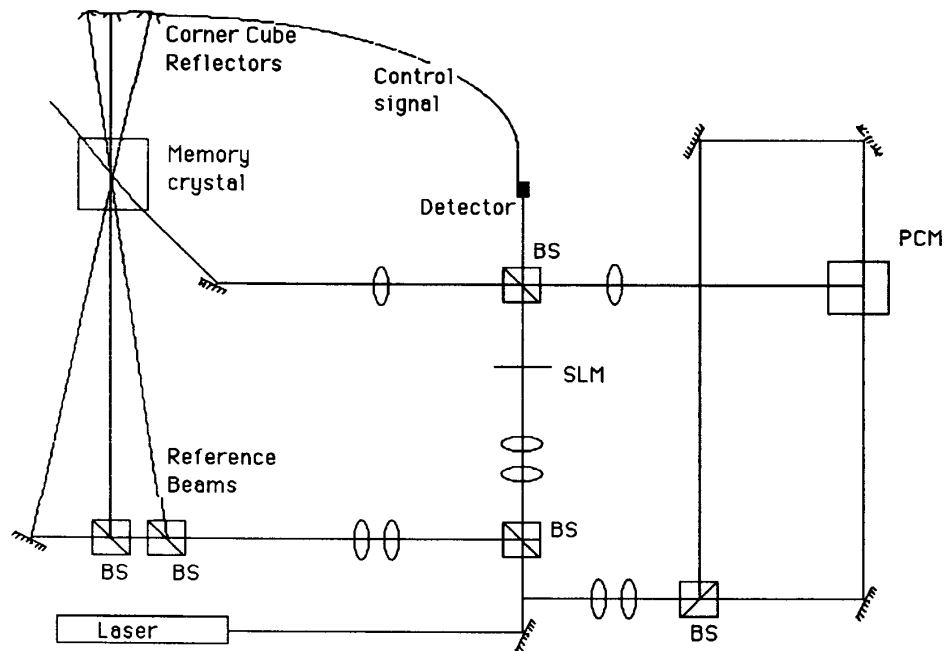 Corner Cube
Reflectors
Control
signal
Memory
crystal
Detector
BS
PCM
SLM
Reference
Beams
BS
BS
BS
BS
Laser